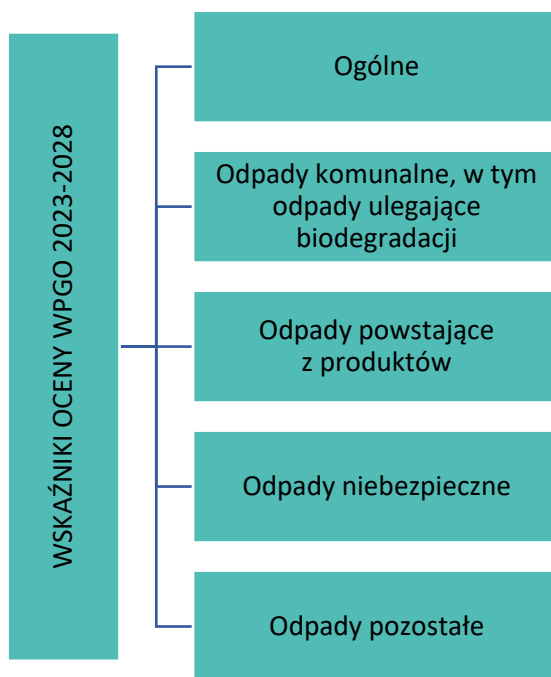 WSKAŹNIKI OCENY WPGO 2023-2028
Ogólne
Odpady komunalne, w tym
odpady ulegające
biodegradacji
Odpady powstające
z produktów
Odpady niebezpieczne
Odpady pozostałe